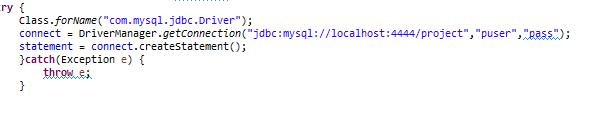 ry {
Class.forName("com.mysql.jdbc.Driver");
connect = DriverManager.getConnection("jdbc:mysql://localhost:4444/project","puser","pass");
statement = connect.createStatement();
}catch(Exception e) {
throw e;
}